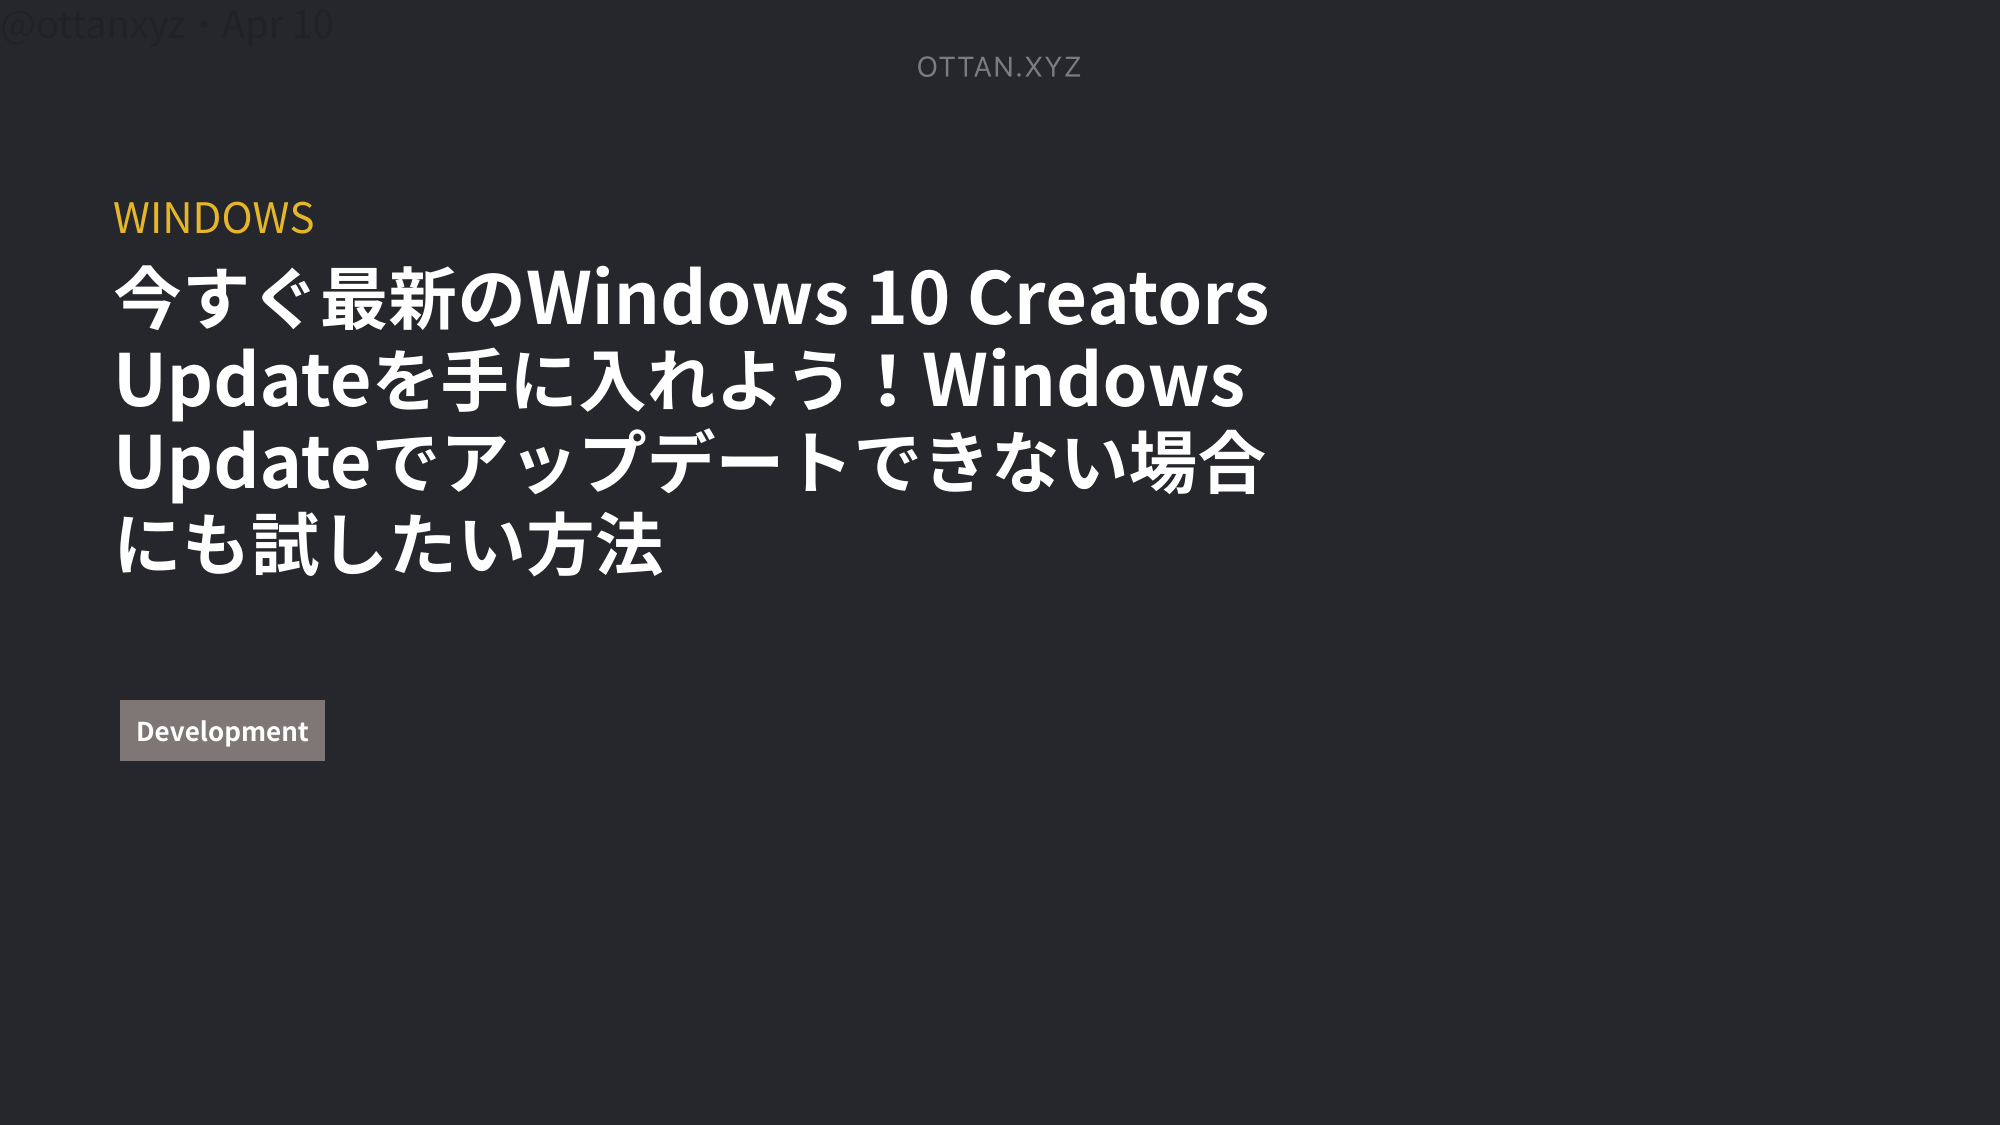 @ottanxyz・Apr 10
OTTAN.XYZ
WINDOWS
今すぐ最新のWindows 10 Creators
Updateを手に入れよう！Windows
Updateでアップデートできない場合
にも試したい方法
Development